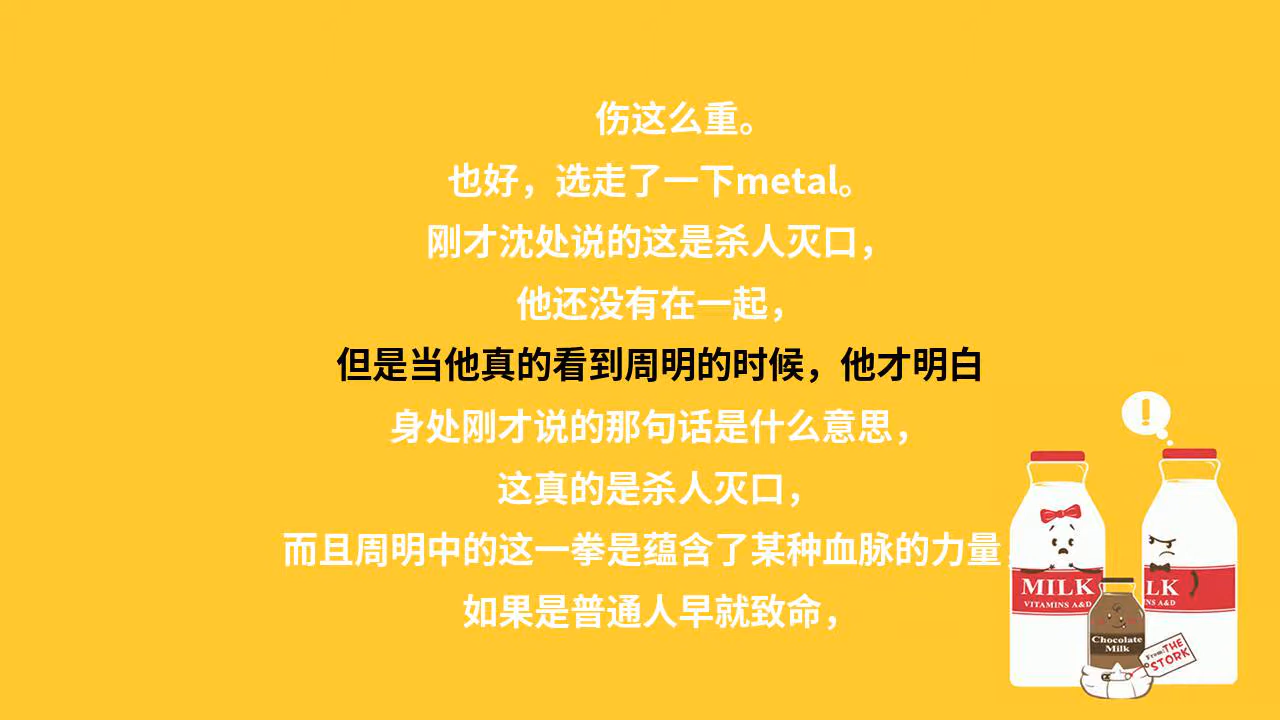 伤这么重。
也好，选走了一下metal。
刚才沈处说的这是杀人灭口，
他还没有在一起，
但是当他真的看到周明的时候，他才明白
身处刚才说的那句话是什么意思，
这真的是杀人灭口，
而且周明中的这一拳是蕴含了某种血脉的力量，
如果是普通人早就致命，
!
MILK
VITAMINS A&D
LK
NS A&D
Chocolate
Milk
From: THE
STORK